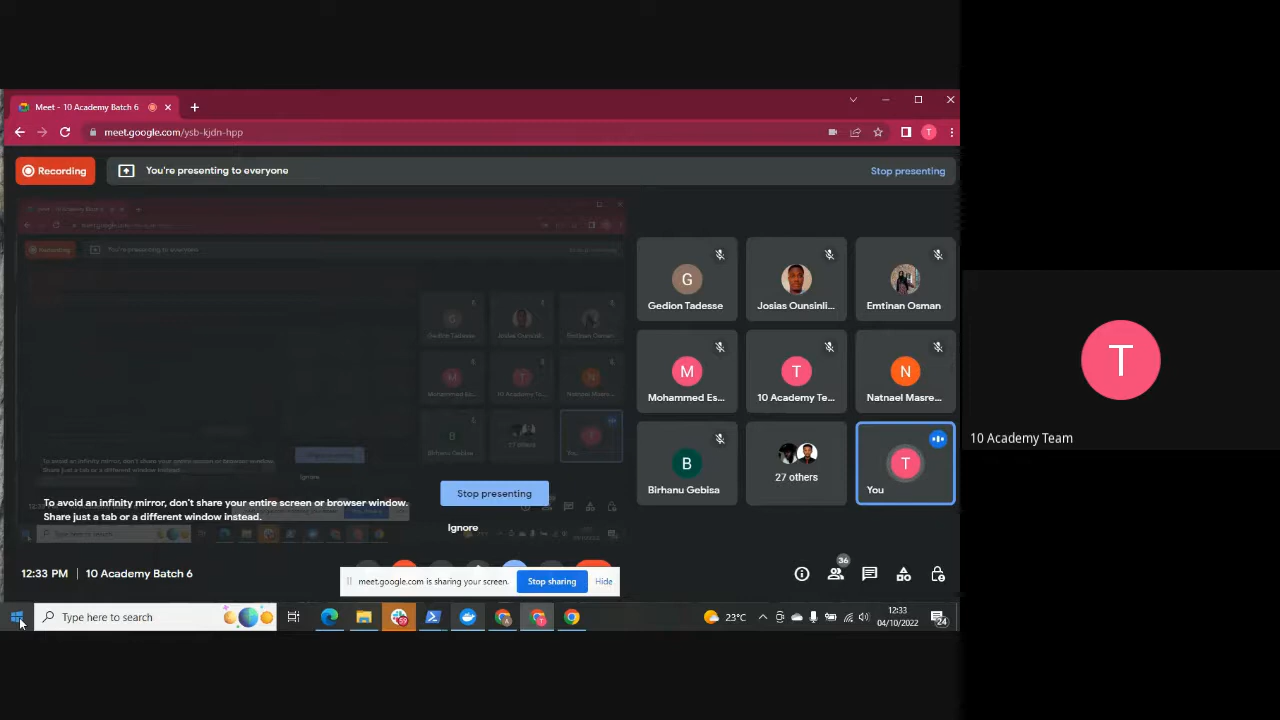 Meet - 10 Academy Batch 6
meet.google.com/ysb-kjdn-hpp
T
Recording
You're presenting to everyone
Stop presenting
G
Gedion Tadesse
Josias Ounsinli...
Emtinan Osman
M
Mohammed Es...
T
10 Academy Te...
N
Natnael Masre...
B
Birhanu Gebisa
27 others
T
You
T
10 Academy Team
To avoid an infinity mirror, don't share your entire screen or browser window.
Share just a tab or a different window instead.
Stop presenting
Ignore
12:33 PM | 10 Academy Batch 6
36
meet.google.com is sharing your screen.
Stop sharing
Hide
Type here to search
23°C
12:33
04/10/2022
24